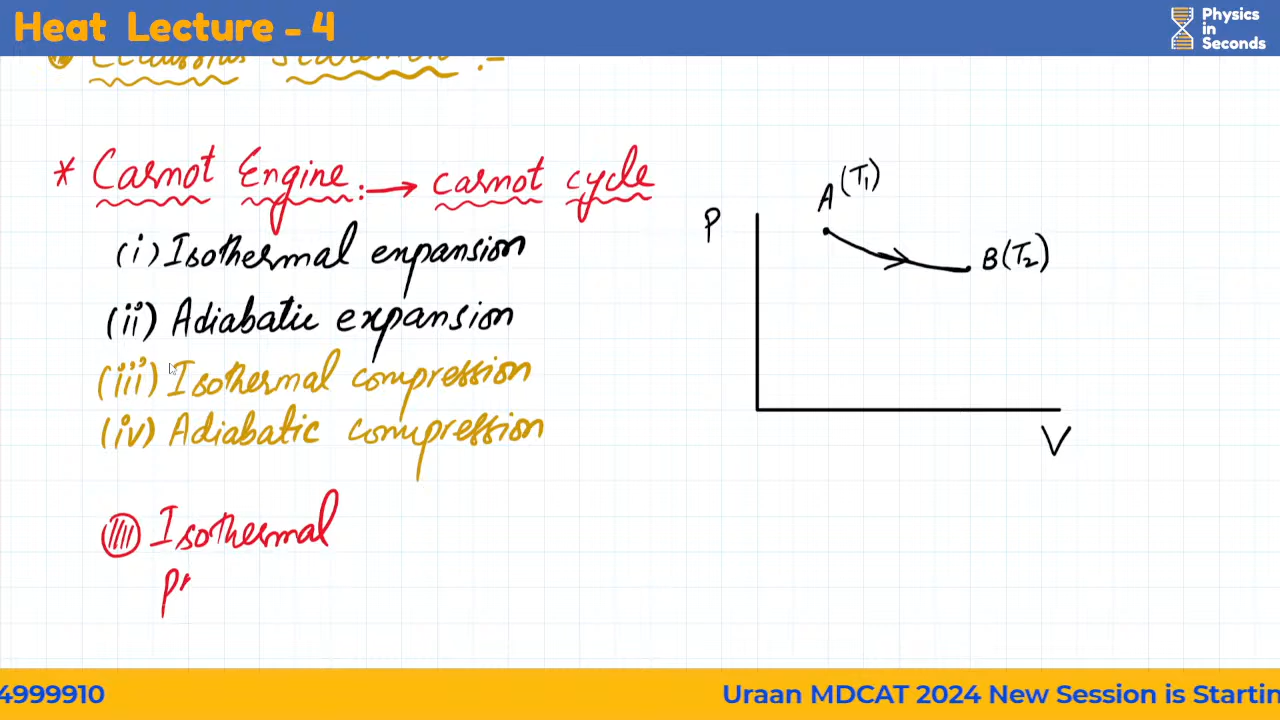 Heat Lecture - 4
Physics
in
Seconds
* Carnot Engine :→ carnot cycle
(i) Isothermal expansion
(ii) Adiabatic expansion
(iii) Isothermal compression
(iv) Adiabatic compression
Isothermal
P
A (T1)
B (T2)
V
4999910
Uraan MDCAT 2024 New Session is Startin